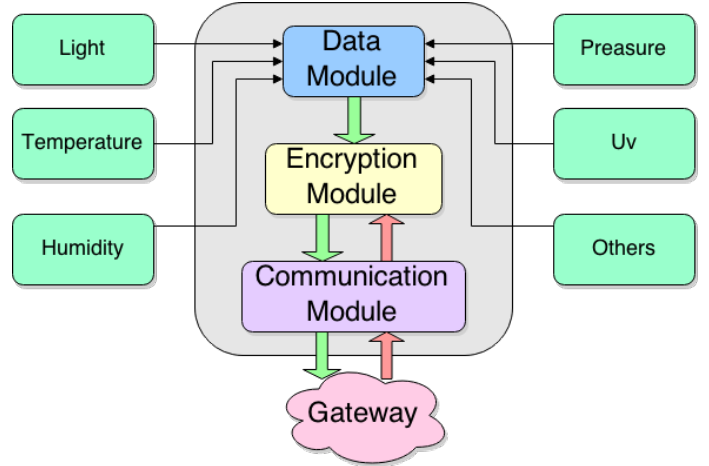 Light
Data
Module
Preasure
Temperature
Encryption
Module
Uv
Humidity
Communication
Module
Others
Gateway